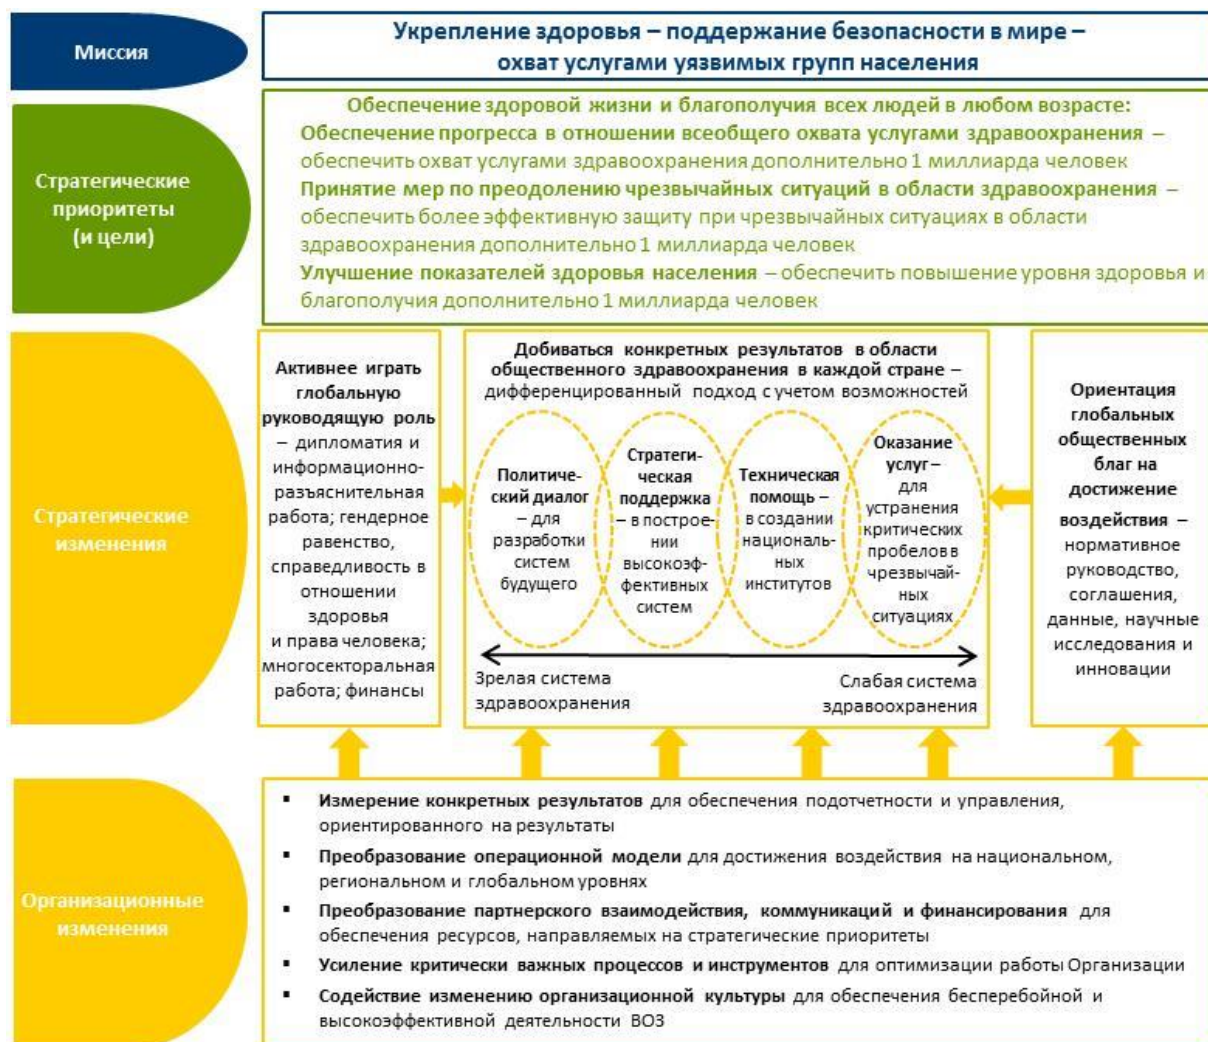 Миссия
Укрепление здоровья – поддержание безопасности в мире –
охват услугами уязвимых групп населения
Стратегические
приоритеты
(и цели)
Обеспечение здоровой жизни и благополучия всех людей в любом возрасте:
Обеспечение прогресса в отношении всеобщего охвата услугами здравоохранения –
обеспечить охват услугами здравоохранения дополнительно 1 миллиарда человек
Принятие мер по преодолению чрезвычайных ситуаций в области здравоохранения –
обеспечить более эффективную защиту при чрезвычайных ситуациях в области
здравоохранения дополнительно 1 миллиарда человек
Улучшение показателей здоровья населения – обеспечить повышение уровня здоровья и
благополучия дополнительно 1 миллиарда человек
Стратегические
изменения
Активнее играть
глобальную
руководящую роль
– дипломатия и
информационно-
разъяснительная
работа; гендерное
равенство,
справедливость в
отношении
здоровья
и права человека;
многосекторальная
работа; финансы
Добиваться конкретных результатов в области
общественного здравоохранения в каждой стране –
дифференцированный подход с учетом возможностей
Политиче-
ский диалог
– для
разработки
систем
будущего
Стратеги-
ческая
поддержка
– в построе-
нии
высокоэф-
фективных
систем
Техническая
помощь –
в создании
националь-
ных
институтов
Оказание
услуг –
для
устранения
критических
пробелов в
чрезвычай-
ных
ситуациях
Зрелая система
здравоохранения
Слабая система
здравоохранения
Ориентация
глобальных
общественных
благ на
достижение
воздействия –
нормативное
руководство,
соглашения,
данные, научные
исследования и
инновации
Организационные
изменения
▪ Измерение конкретных результатов для обеспечения подотчетности и управления,
ориентированного на результаты
▪ Преобразование операционной модели для достижения воздействия на национальном,
региональном и глобальном уровнях
▪ Преобразование партнерского взаимодействия, коммуникаций и финансирования для
обеспечения ресурсов, направляемых на стратегические приоритеты
▪ Усиление критически важных процессов и инструментов для оптимизации работы Организации
▪ Содействие изменению организационной культуры для обеспечения бесперебойной и
высокоэффективной деятельности ВОЗ